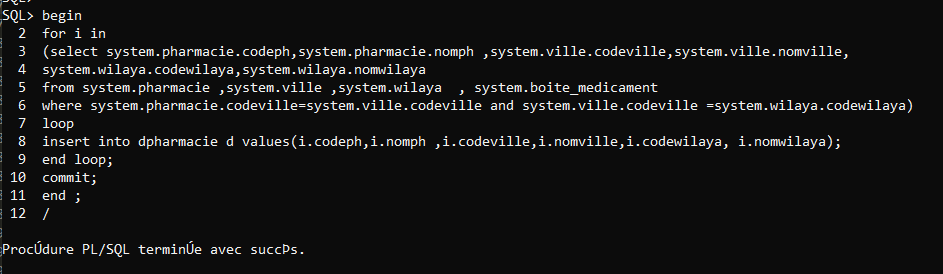 SQL> begin
2 for i in
3 (select system.pharmacie.codeph,system.pharmacie.nomph ,system.ville.codeville,system.ville.nomville,
4 system.wilaya.codewilaya,system.wilaya.nomwilaya
5 from system.pharmacie ,system.ville ,system.wilaya  , system.boite_medicament
6 where system.pharmacie.codeville=system.ville.codeville and system.ville.codeville =system.wilaya.codewilaya)
7 loop
8 insert into dpharmacie d values(i.codeph,i.nomph ,i.codeville,i.nomville,i.codewilaya, i.nomwilaya);
9 end loop;
10 commit;
11 end ;
12 /
ProcÚdure PL/SQL terminÚe avec succÞs.